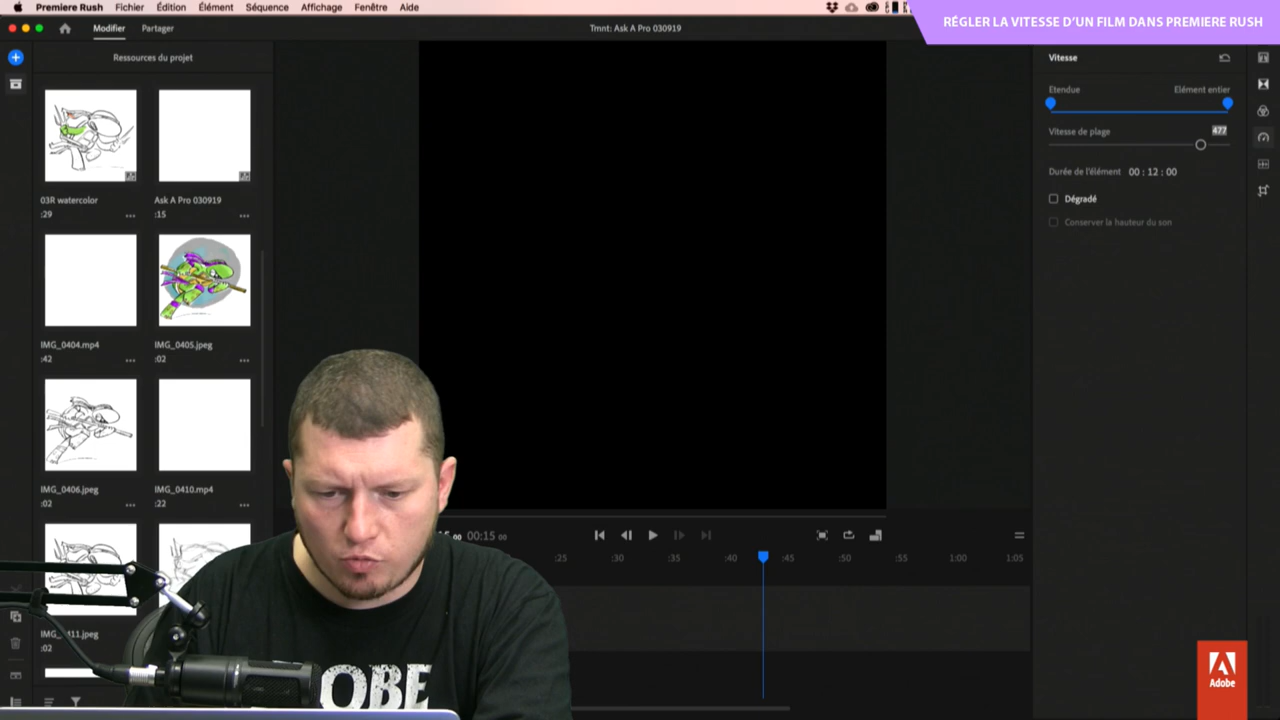 Premiere Rush Fichier Édition Élément Séquence Affichage Fenêtre Aide
RÉGLER LA VITESSE D'UN FILM DANS PREMIERE RUSH
Modifier Partager
Tmnt: Ask A Pro 030919
Ressources du projet
Vitesse
Etendue Elément entier
Vitesse de plage 477
Durée de l'élément 00 : 12 : 00
Dégradé
Conserver la hauteur du son
03R watercolor Ask A Pro 030919
:29 :15
IMG_0404.mp4 IMG_0405.jpeg
:42 :02
IMG_0406.jpeg IMG_0410.mp4
:02 :22
00:15 00
:25 :30 :35 :40 :45 :50 :55 1:00 1:05
:02
OBE
Adobe